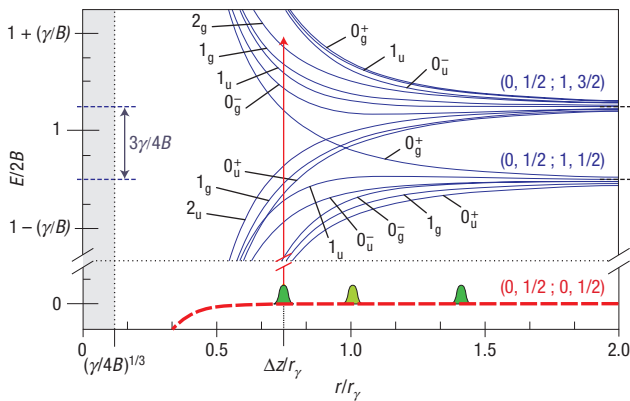 1 + (γ/B)
2g
0g+
1g
1u
0u−
1u
0g−
(0, 1/2 ; 1, 3/2)
3γ/4B
1
E/2B
0u+
0g+
1g
2u
(0, 1/2 ; 1, 1/2)
1 − (γ/B)
1u
0u−
0g−
1g
0u+
(0, 1/2 ; 0, 1/2)
0
0 0.5 1.0 1.5 2.0
(γ/4B)1/3
Δz/rγ
r/rγ